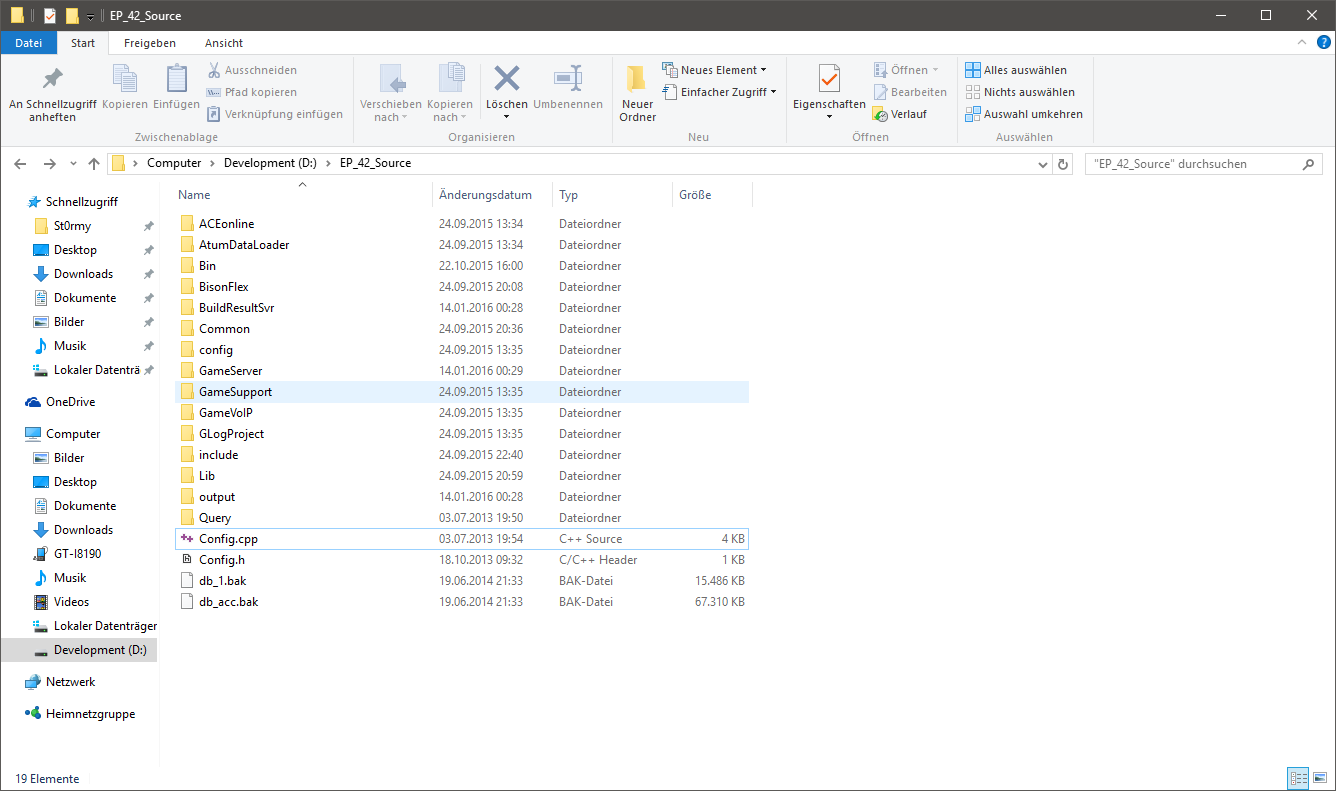 EP_42_Source
Datei Start Freigeben Ansicht
An Schnellzugriff anheften
Kopieren
Einfügen
Ausschneiden
Pfad kopieren
Verknüpfung einfügen
Zwischenablage
Verschieben nach
Kopieren nach
Löschen
Umbenennen
Organisieren
Neuer Ordner
Neues Element
Einfacher Zugriff
Neu
Eigenschaften
Öffnen
Bearbeiten
Verlauf
Öffnen
Alles auswählen
Nichts auswählen
Auswahl umkehren
Auswählen
Computer Development (D:) EP_42_Source
"EP_42_Source" durchsuchen
Schnellzugriff
St0rmy
Desktop
Downloads
Dokumente
Bilder
Musik
Lokaler Datenträ
OneDrive
Computer
Bilder
Desktop
Dokumente
Downloads
GT-I8190
Musik
Videos
Lokaler Datenträger
Development (D:)
Netzwerk
Heimnetzgruppe
Name Änderungsdatum Typ Größe
ACEonline 24.09.2015 13:34 Dateiordner
AtumDataLoader 24.09.2015 13:34 Dateiordner
Bin 22.10.2015 16:00 Dateiordner
BisonFlex 24.09.2015 20:08 Dateiordner
BuildResultSvr 14.01.2016 00:28 Dateiordner
Common 24.09.2015 20:36 Dateiordner
config 24.09.2015 13:35 Dateiordner
GameServer 14.01.2016 00:29 Dateiordner
GameSupport 24.09.2015 13:35 Dateiordner
GameVoIP 24.09.2015 13:35 Dateiordner
GLogProject 24.09.2015 13:35 Dateiordner
include 24.09.2015 22:40 Dateiordner
Lib 24.09.2015 20:59 Dateiordner
output 14.01.2016 00:28 Dateiordner
Query 03.07.2013 19:50 Dateiordner
Config.cpp 03.07.2013 19:54 C++ Source 4 KB
Config.h 18.10.2013 09:32 C/C++ Header 1 KB
db_1.bak 19.06.2014 21:33 BAK-Datei 15.486 KB
db_acc.bak 19.06.2014 21:33 BAK-Datei 67.310 KB
19 Elemente